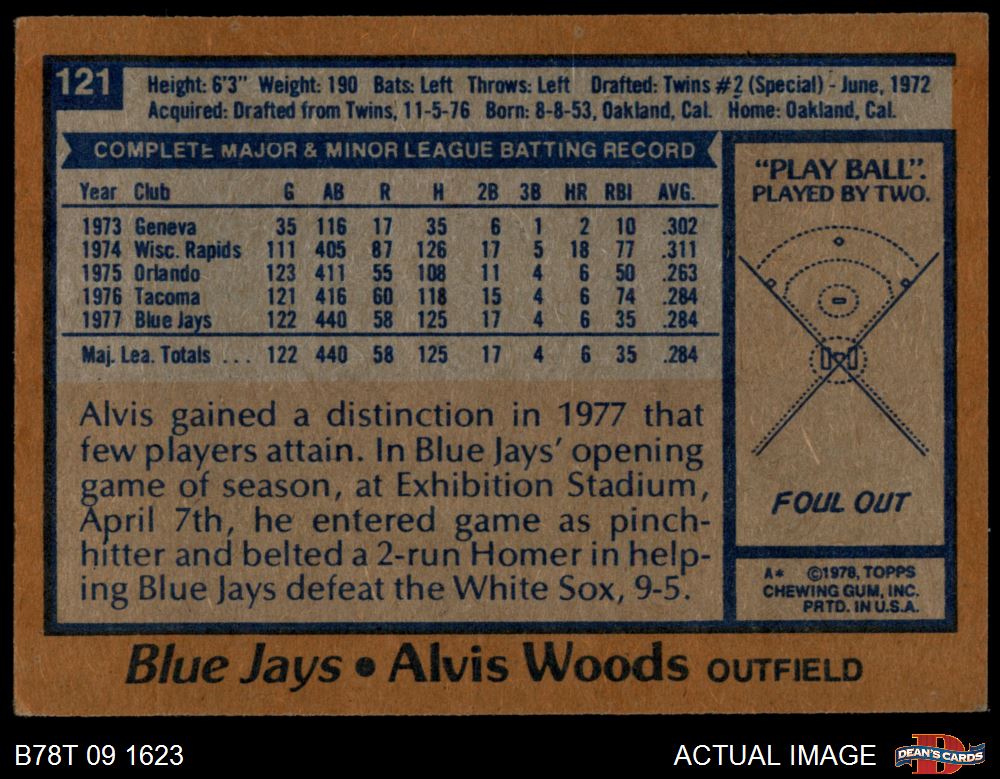 121
Height: 6'3" Weight: 190 Bats: Left Throws: Left Drafted: Twins #2 (Special) - June, 1972
Acquired: Drafted from Twins, 11-5-76 Born: 8-8-53, Oakland, Cal. Home: Oakland, Cal.
COMPLETE MAJOR & MINOR LEAGUE BATTING RECORD
Year Club G AB R H 2B 3B HR RBI AVG.
1973 Geneva 35 116 17 35 6 1 2 10 .302
1974 Wisc. Rapids 111 405 87 126 17 5 18 77 .311
1975 Orlando 123 411 55 108 11 4 6 50 .263
1976 Tacoma 121 416 60 118 15 4 6 74 .284
1977 Blue Jays 122 440 58 125 17 4 6 35 .284
Maj. Lea. Totals ... 122 440 58 125 17 4 6 35 .284
Alvis gained a distinction in 1977 that
few players attain. In Blue Jays' opening
game of season, at Exhibition Stadium,
April 7th, he entered game as pinch-
hitter and belted a 2-run Homer in help-
ing Blue Jays defeat the White Sox, 9-5.
"PLAY BALL":
PLAYED BY TWO.
FOUL OUT
A* ©1978, TOPPS
CHEWING GUM, INC.
PRTD. IN U.S.A.
Blue Jays • Alvis Woods OUTFIELD
B78T 09 1623
ACTUAL IMAGE
D
DEAN'S CARDS